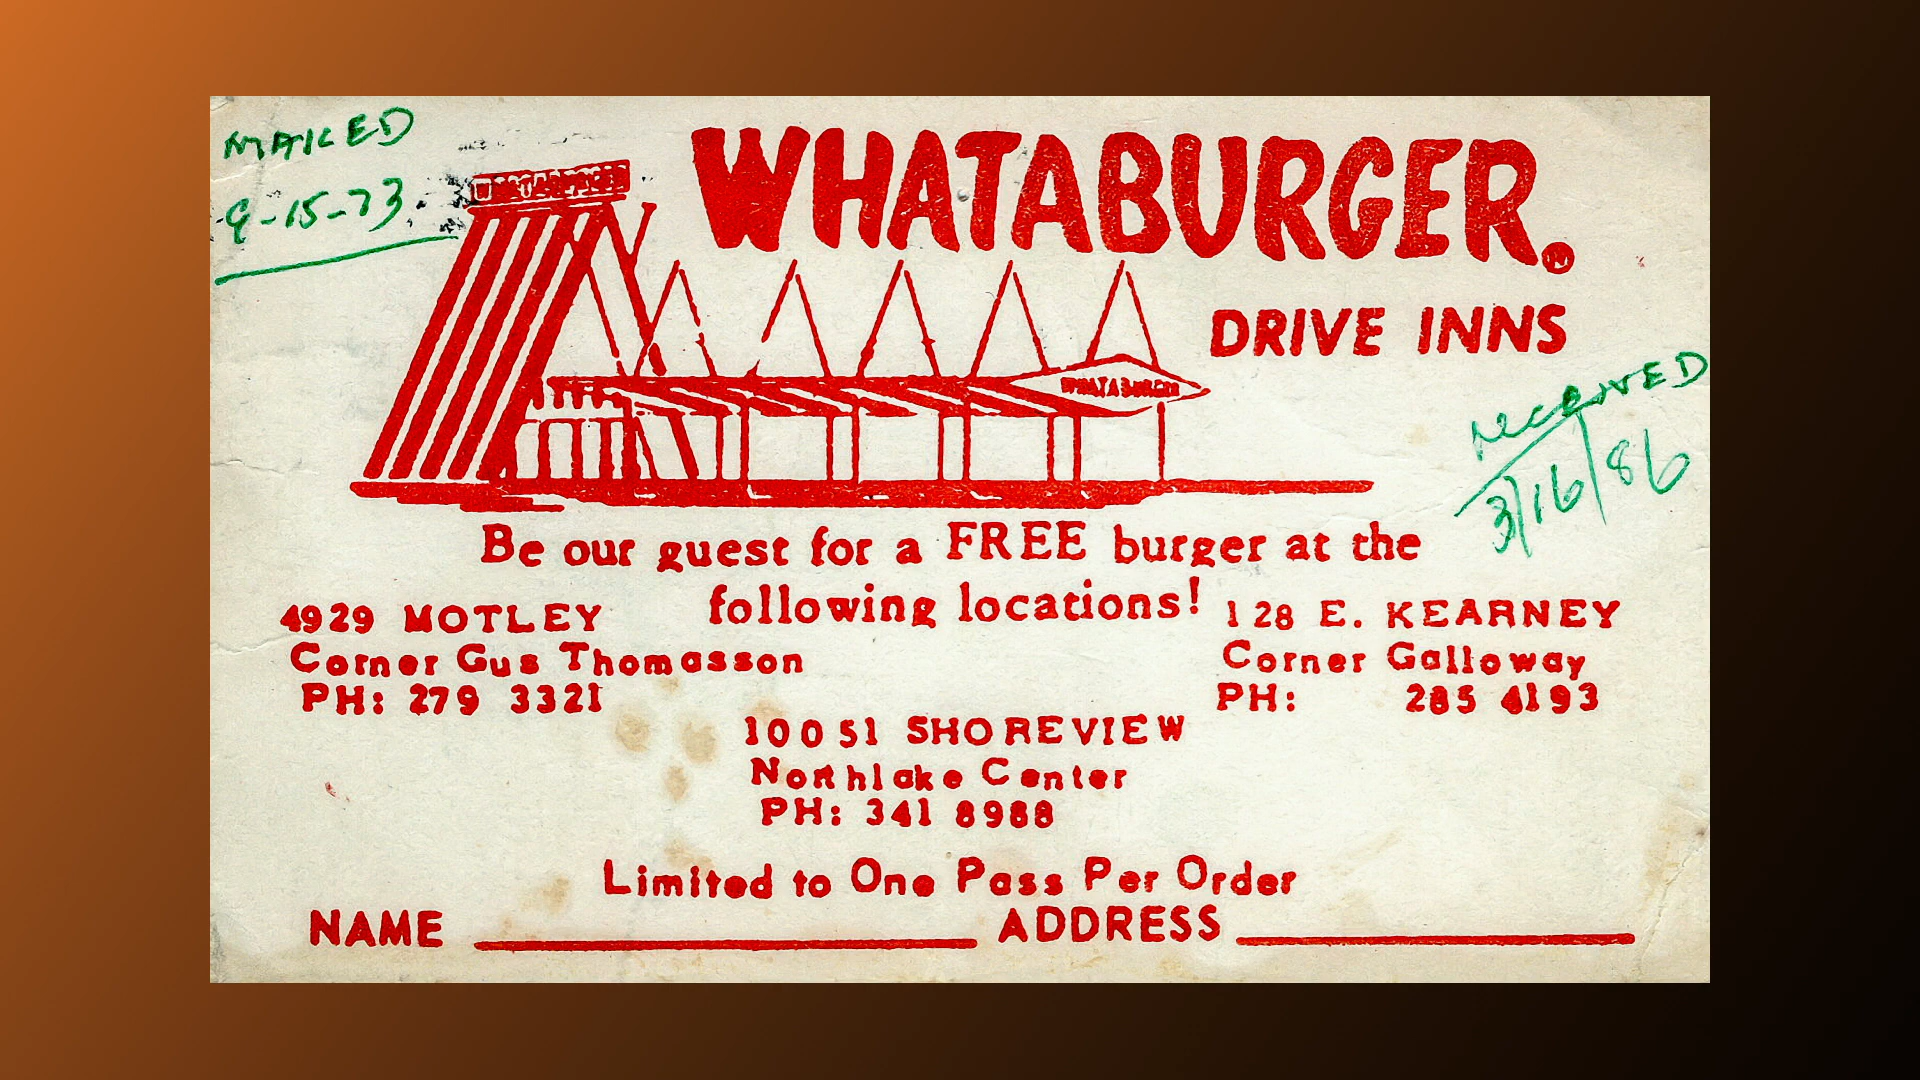 MAILED
9-15-73
WHATABURGER
WHATABURGER®
DRIVE INNS
WHATABURGER
received
3/16/86
Be our guest for a FREE burger at the
following locations!
4929 MOTLEY
Corner Gus Thomasson
PH: 279 3321
128 E. KEARNEY
Corner Galloway
PH: 285 4193
10051 SHOREVIEW
Northlake Center
PH: 341 8988
Limited to One Pass Per Order
NAME ADDRESS